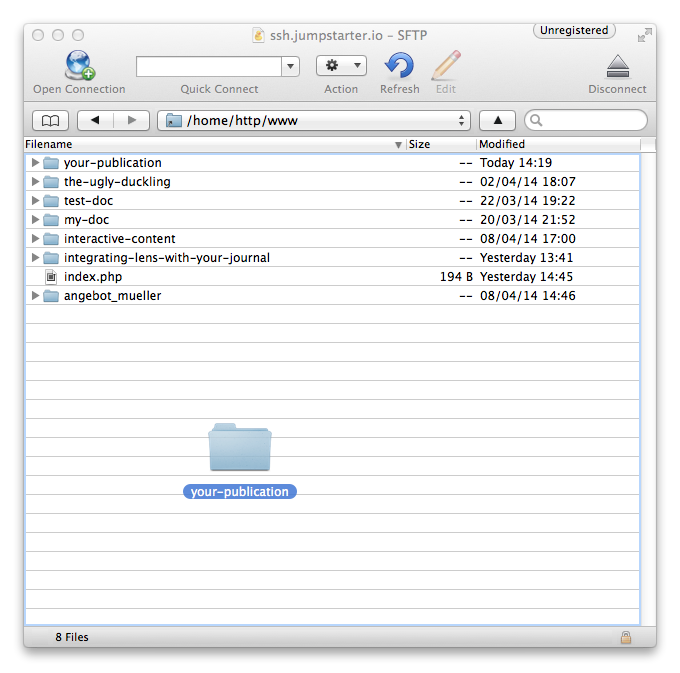 ssh.jumpstarter.io – SFTP
Unregistered
Open Connection
Quick Connect
Action
Refresh
Edit
Disconnect
/home/http/www
Filename Size Modified
your-publication -- Today 14:19
the-ugly-duckling -- 02/04/14 18:07
test-doc -- 22/03/14 19:22
my-doc -- 20/03/14 21:52
interactive-content -- 08/04/14 17:00
integrating-lens-with-your-journal -- Yesterday 13:41
index.php 194 B Yesterday 14:45
angebot_mueller -- 08/04/14 14:46
your-publication
8 Files